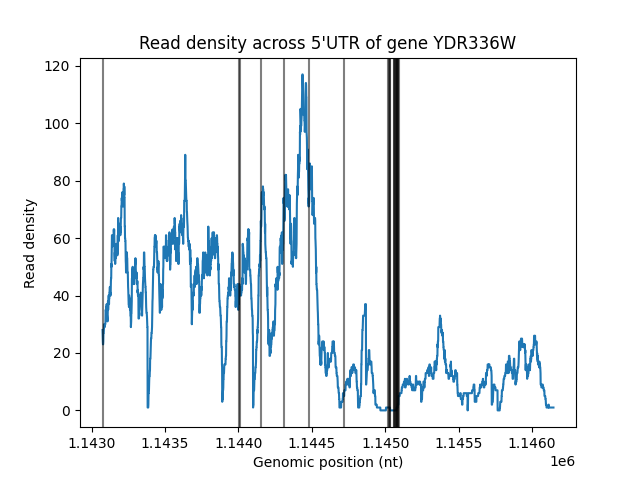 Read density across 5'UTR of gene YDR336W
Read density
120
100
80
60
40
20
0
1.1430 1.1435 1.1440 1.1445 1.1450 1.1455 1.1460
1e6
Genomic position (nt)